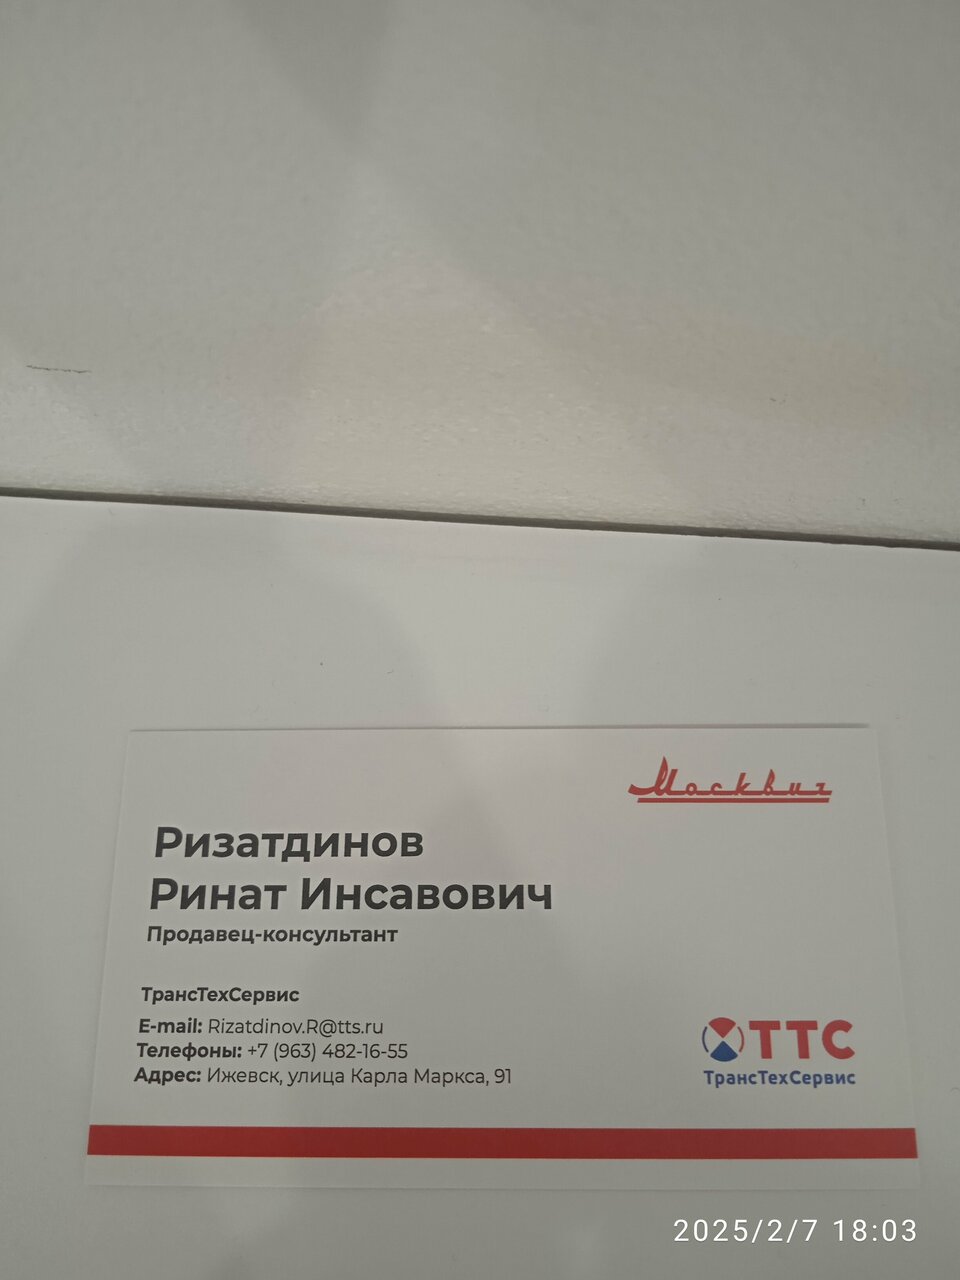 Москвич
Ризатдинов
Ринат Инсавович
Продавец-консультант
ТрансТехСервис
E-mail: Rizatdinov.R@tts.ru
Телефоны: +7 (963) 482-16-55
Адрес: Ижевск, улица Карла Маркса, 91
ТТС
ТрансТехСервис
2025/2/7 18:03